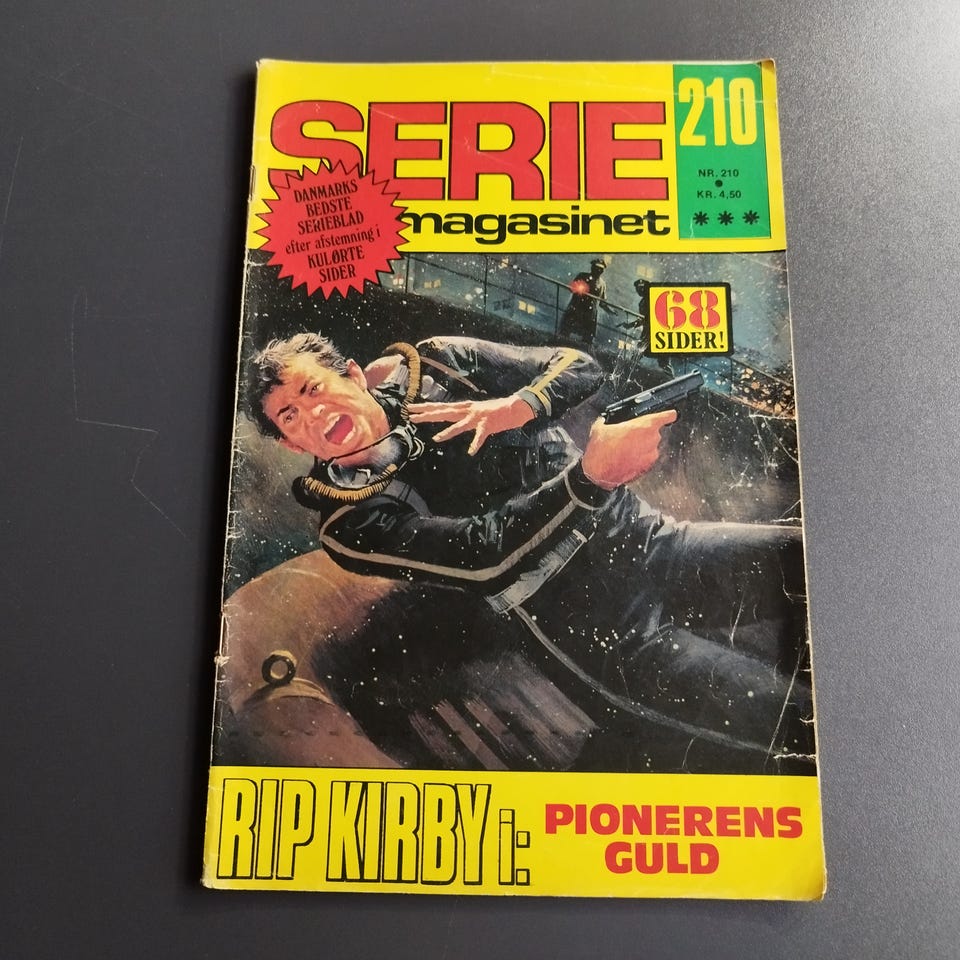 SERIE
magasinet
210
NR. 210
KR. 4,50
***
DANMARKS
BEDSTE
SERIEBLAD
efter afstemning i
KULØRTE
SIDER
68
SIDER!
RIP KIRBY i:
PIONERENS
GULD